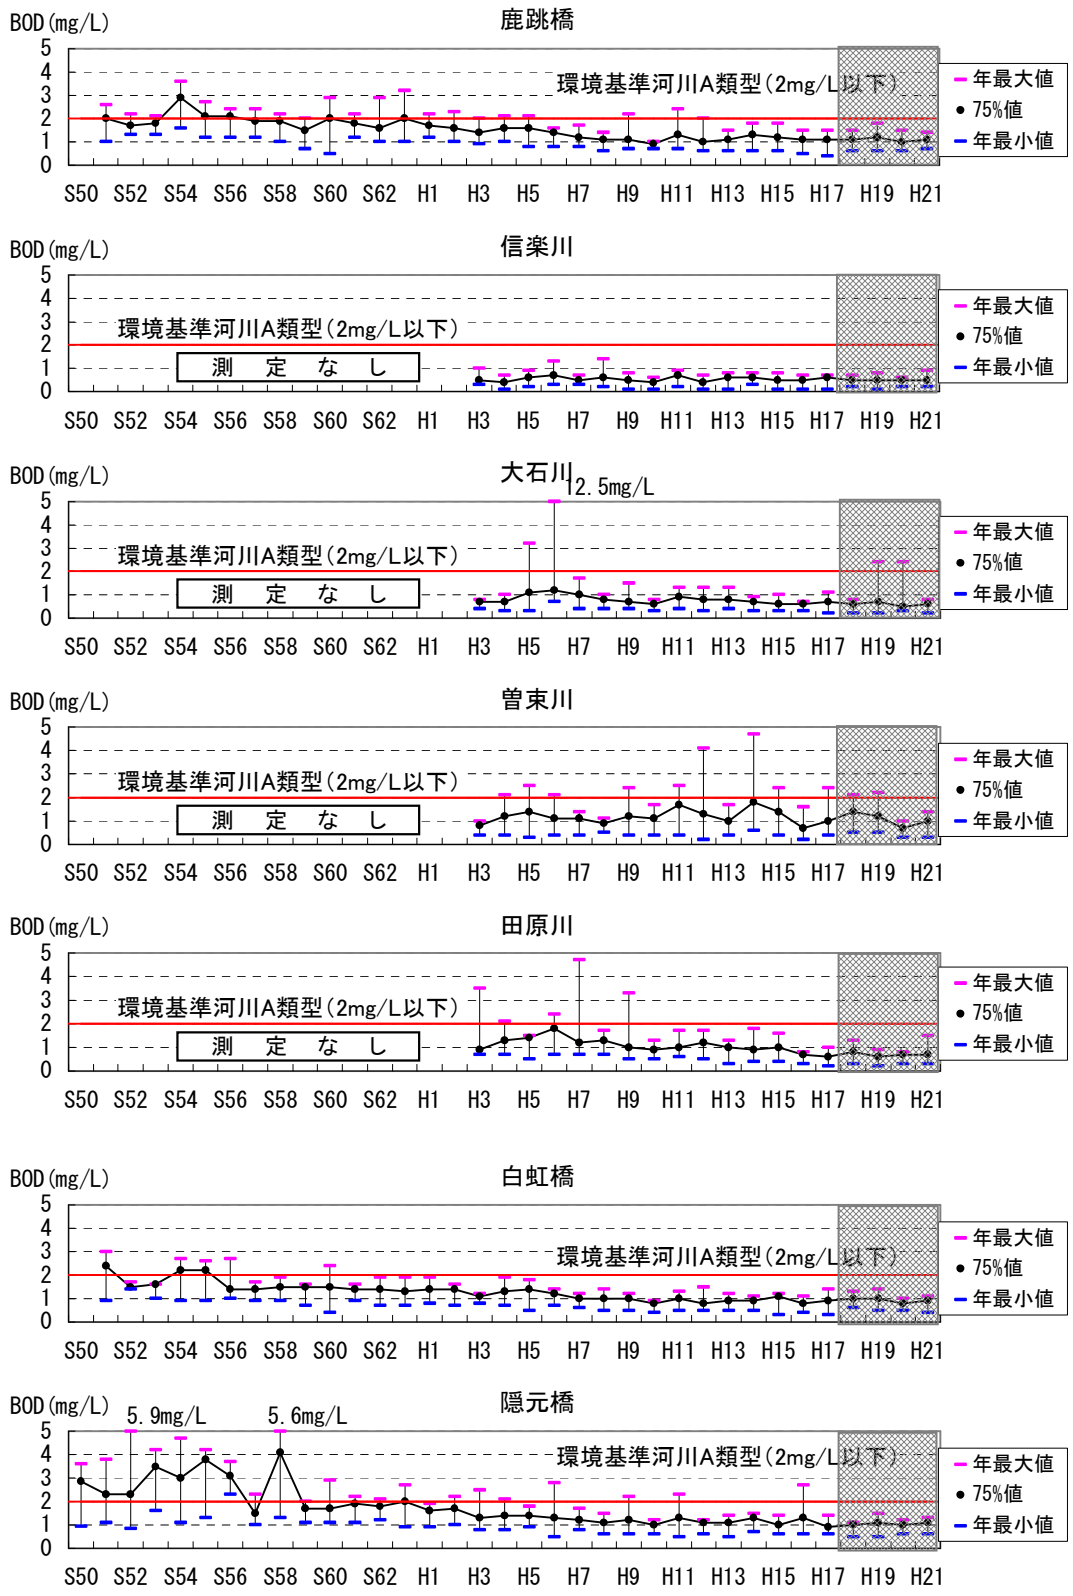 鹿跳橋
BOD(mg/L)
5
4
3
2
1
0
環境基準河川A類型(2mg/L以下)
年最大値
75%値
年最小値
S50 S52 S54 S56 S58 S60 S62 H1 H3 H5 H7 H9 H11 H13 H15 H17 H19 H21
信楽川
BOD(mg/L)
5
4
3
2
1
0
環境基準河川A類型(2mg/L以下)
測 定 な し
年最大値
75%値
年最小値
S50 S52 S54 S56 S58 S60 S62 H1 H3 H5 H7 H9 H11 H13 H15 H17 H19 H21
大石川
BOD(mg/L)
12.5mg/L
5
4
3
2
1
0
環境基準河川A類型(2mg/L以下)
測 定 な し
年最大値
75%値
年最小値
S50 S52 S54 S56 S58 S60 S62 H1 H3 H5 H7 H9 H11 H13 H15 H17 H19 H21
曽束川
BOD(mg/L)
5
4
3
2
1
0
環境基準河川A類型(2mg/L以下)
測 定 な し
年最大値
75%値
年最小値
S50 S52 S54 S56 S58 S60 S62 H1 H3 H5 H7 H9 H11 H13 H15 H17 H19 H21
田原川
BOD(mg/L)
5
4
3
2
1
0
環境基準河川A類型(2mg/L以下)
測 定 な し
年最大値
75%値
年最小値
S50 S52 S54 S56 S58 S60 S62 H1 H3 H5 H7 H9 H11 H13 H15 H17 H19 H21
白虹橋
BOD(mg/L)
5
4
3
2
1
0
環境基準河川A類型(2mg/L以下)
年最大値
75%値
年最小値
S50 S52 S54 S56 S58 S60 S62 H1 H3 H5 H7 H9 H11 H13 H15 H17 H19 H21
隠元橋
BOD(mg/L)
5.9mg/L 5.6mg/L
5
4
3
2
1
0
環境基準河川A類型(2mg/L以下)
年最大値
75%値
年最小値
S50 S52 S54 S56 S58 S60 S62 H1 H3 H5 H7 H9 H11 H13 H15 H17 H19 H21